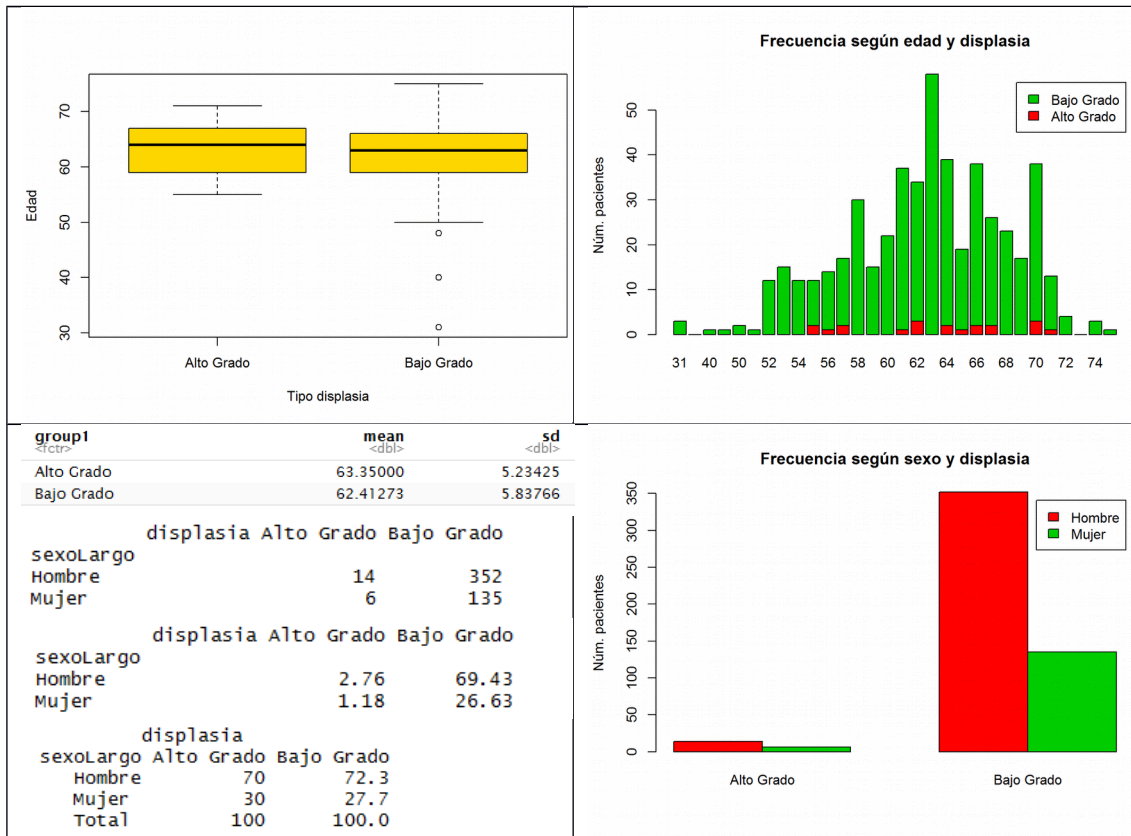 70
60
50
40
30
Edad
Alto Grado
Bajo Grado
Tipo displasia
Frecuencia según edad y displasia
Bajo Grado
Alto Grado
50
40
30
20
10
0
Núm. pacientes
31 40 50 52 54 56 58 60 62 64 66 68 70 72 74
group1 mean sd
<fctr> <dbl> <dbl>
Alto Grado 63.35000 5.23425
Bajo Grado 62.41273 5.83766
displasia Alto Grado Bajo Grado
sexoLargo
Hombre 14 352
Mujer 6 135
displasia Alto Grado Bajo Grado
sexoLargo
Hombre 2.76 69.43
Mujer 1.18 26.63
displasia
sexoLargo Alto Grado Bajo Grado
Hombre 70 72.3
Mujer 30 27.7
Total 100 100.0
Frecuencia según sexo y displasia
Hombre
Mujer
350
300
250
200
150
100
50
0
Núm. pacientes
Alto Grado
Bajo Grado